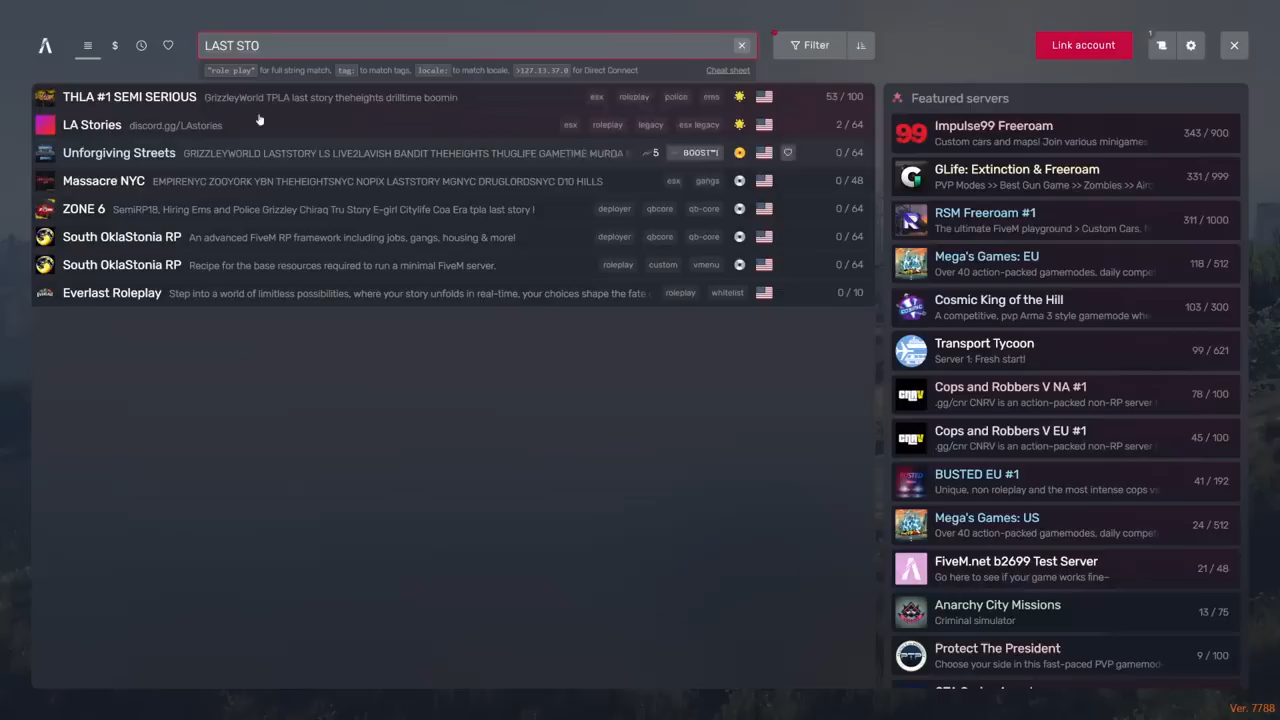 $
LAST STO
Filter
Link account
1
"role play" for full string match, tag: to match tags, locale: to match locale. >127.13.37.0 for Direct Connect
Cheat sheet
THLA #1 SEMI SERIOUS GrizzleyWorld TPLA last story theheights drilltime boomin esx roleplay police ems 53 / 100
LA Stories discord.gg/LAstories esx roleplay legacy esx legacy 2 / 64
Unforgiving Streets GRIZZLEYWORLD LASTSTORY LS LIVE2LAVISH BANDIT THEHEIGHTS THUGLIFE GAMETIME MURDA 5 BOOST™ 0 / 64
Massacre NYC EMPIRENYC ZOOYORK YBN THEHEIGHTSNYC NOPIX LASTSTORY MGNYC DRUGLORDSNYC D10 HILLS esx gangs 0 / 48
ZONE 6 SemiRP18, Hiring Ems and Police Grizzley Chiraq Tru Story E-girl Citylife Coa Era tpla last story l deployer qbcore qb-core 0 / 64
South OklaStonia RP An advanced FiveM RP framework including jobs, gangs, housing & more! deployer qbcore qb-core 0 / 64
South OklaStonia RP Recipe for the base resources required to run a minimal FiveM server. roleplay custom vmenu 0 / 64
Everlast Roleplay Step into a world of limitless possibilities, where your story unfolds in real-time, your choices shape the fate roleplay whitelist 0 / 10
Featured servers
Impulse99 Freeroam
Custom cars and maps! Join various minigames
343 / 900
GLife: Extinction & Freeroam
PVP Modes >> Best Gun Game >> Zombies >> Air
331 / 999
RSM Freeroam #1
The ultimate FiveM playground > Custom Cars,
311 / 1000
Mega's Games: EU
Over 40 action-packed gamemodes, daily compe
118 / 512
Cosmic King of the Hill
A competitive, pvp Arma 3 style gamemode whe
103 / 300
Transport Tycoon
Server 1: Fresh start!
99 / 621
Cops and Robbers V NA #1
.gg/cnr CNRV is an action-packed non-RP server
78 / 100
Cops and Robbers V EU #1
.gg/cnr CNRV is an action-packed non-RP server
45 / 100
BUSTED EU #1
Unique, non roleplay and the most intense cops vs
41 / 192
Mega's Games: US
Over 40 action-packed gamemodes, daily compe
24 / 512
FiveM.net b2699 Test Server
Go here to see if your game works fine~
21 / 48
Anarchy City Missions
Criminal simulator
13 / 75
Protect The President
Choose your side in this fast-paced PVP gamemod
9 / 100
Ver. 7788